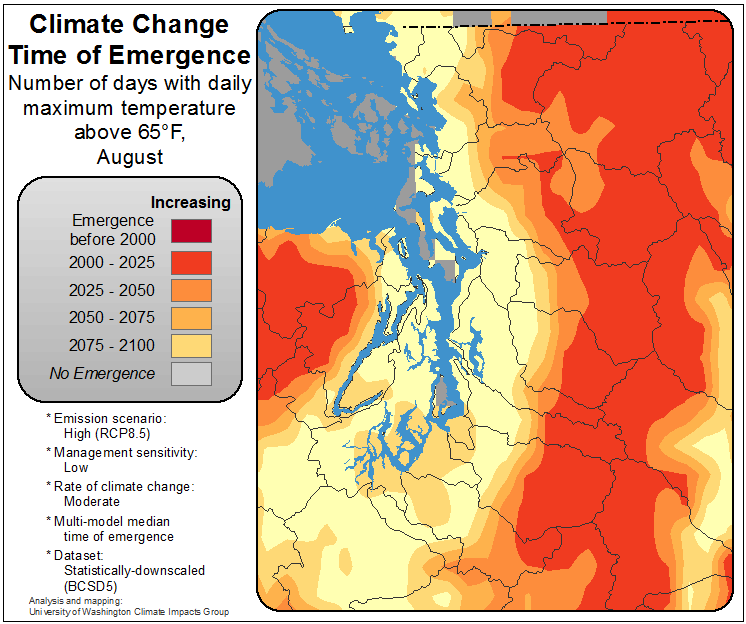 Climate Change
Time of Emergence
Number of days with daily
maximum temperature
above 65°F,
August
Increasing
Emergence
before 2000
2000 - 2025
2025 - 2050
2050 - 2075
2075 - 2100
No Emergence
* Emission scenario:
High (RCP8.5)
* Management sensitivity:
Low
* Rate of climate change:
Moderate
* Multi-model median
time of emergence
* Dataset:
Statistically-downscaled
(BCSD5)
Analysis and mapping:
University of Washington Climate Impacts Group